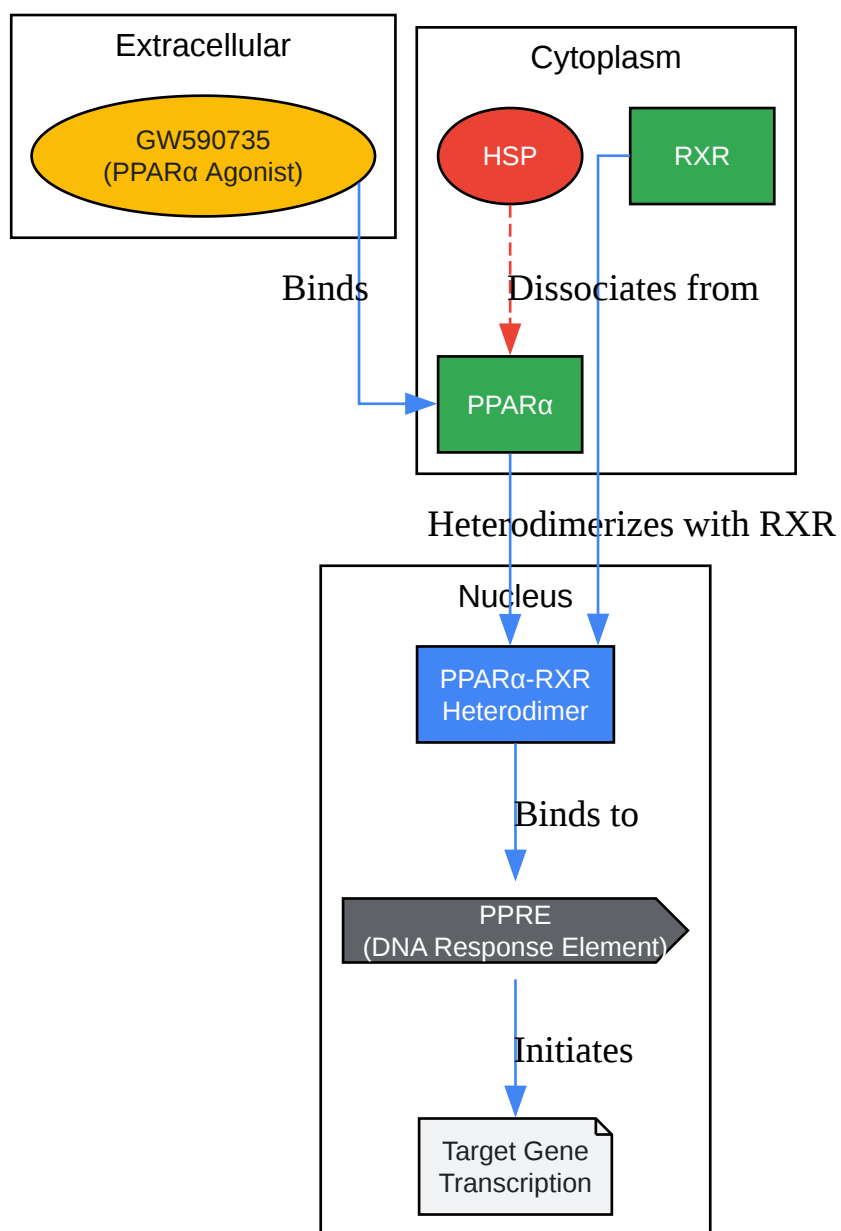 Extracellular
Cytoplasm
GW590735
(PPARα Agonist)
HSP
RXR
Binds
Dissociates from
PPARα
Heterodimerizes with RXR
Nucleus
PPARα-RXR
Heterodimer
Binds to
PPRE
(DNA Response Element)
Initiates
Target Gene
Transcription